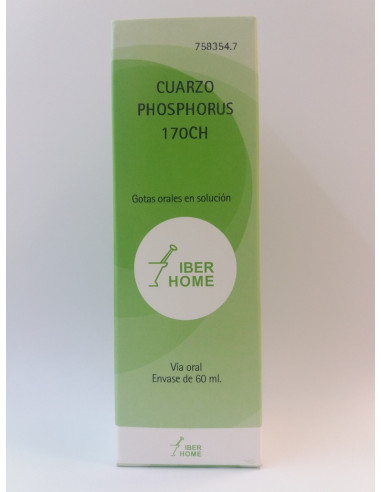 758354.7
CUARZO
PHOSPHORUS
170CH
Gotas orales en solución
IBER
HOME
Vía oral
Envase de 60 ml.
IBER
HOME